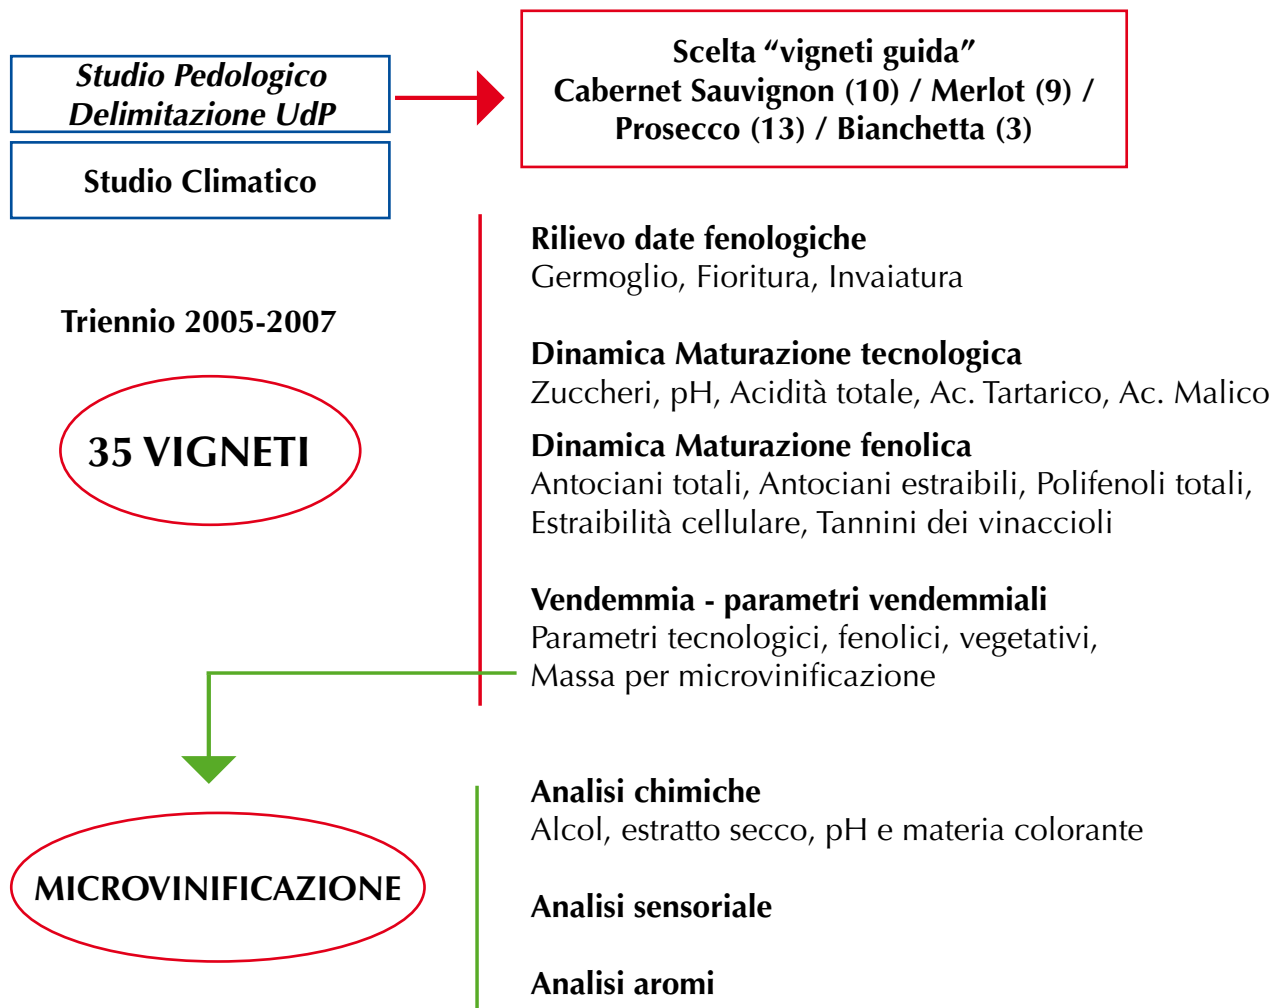 Studio Pedologico
Delimitazione UdP
Studio Climatico
Scelta “vigneti guida”
Cabernet Sauvignon (10) / Merlot (9) /
Prosecco (13) / Bianchetta (3)
Triennio 2005-2007
35 VIGNETI
Rilievo date fenologiche
Germoglio, Fioritura, Invaiatura
Dinamica Maturazione tecnologica
Zuccheri, pH, Acidità totale, Ac. Tartarico, Ac. Malico
Dinamica Maturazione fenolica
Antociani totali, Antociani estraibili, Polifenoli totali,
Estraibilità cellulare, Tannini dei vinaccioli
Vendemmia - parametri vendemmiali
Parametri tecnologici, fenolici, vegetativi,
Massa per microvinificazione
MICROVINIFICAZIONE
Analisi chimiche
Alcol, estratto secco, pH e materia colorante
Analisi sensoriale
Analisi aromi